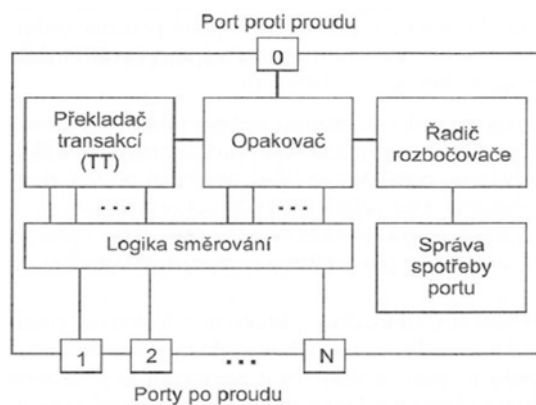 Port proti proudu
0
Překladač
transakcí
(TT)
Opakovač
Řadič
rozbočovače
...
...
Logika směrování
Správa
spotřeby
portu
1
2
...
N
Porty po proudu